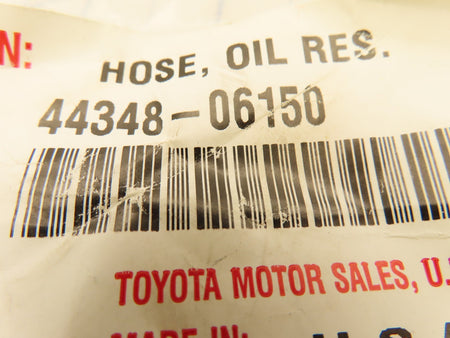 N:
HOSE, OIL RES.
44348-06150
TOYOTA MOTOR SALES, U.
MADE IN: